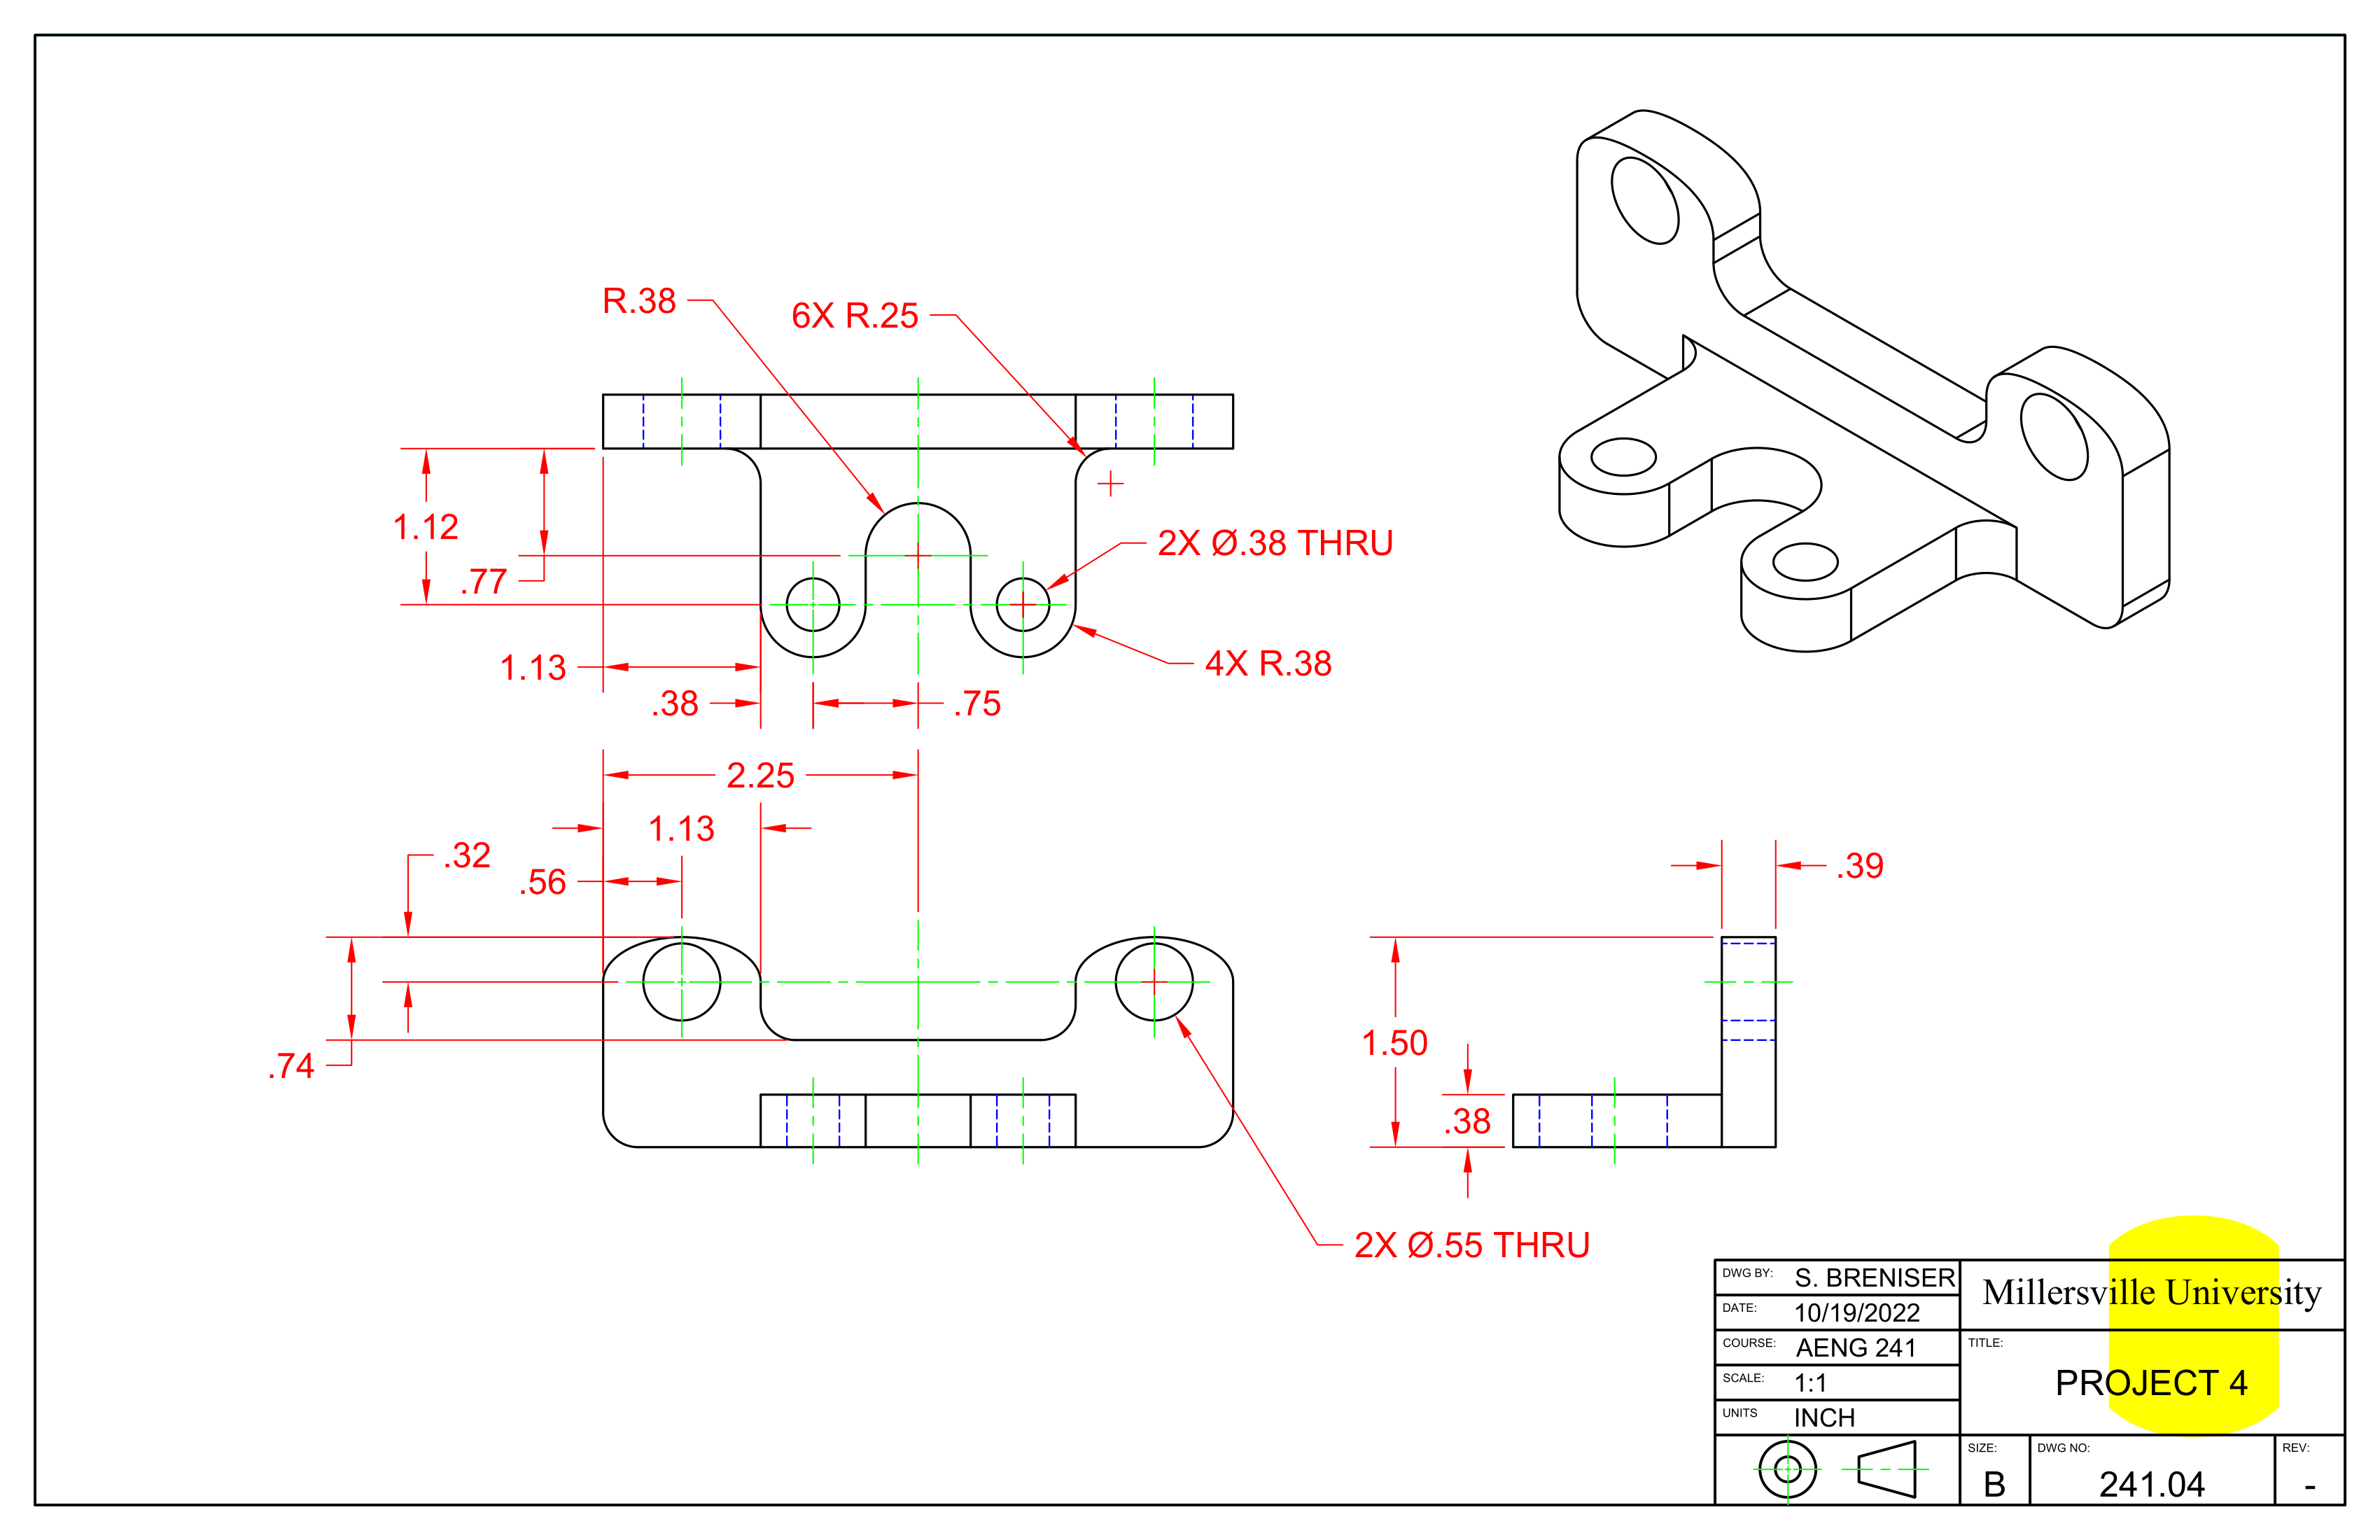 R.38
6X R.25
1.12
2X Ø.38 THRU
.77
4X R.38
1.13
.38
.75
2.25
1.13
.32
.56
.39
1.50
.74
.38
2X Ø.55 THRU
DWG BY: S. BRENISER
Millersville University
DATE: 10/19/2022
COURSE: AENG 241
TITLE:
SCALE: 1:1
PROJECT 4
UNITS INCH
SIZE: DWG NO: REV:
B 241.04 -